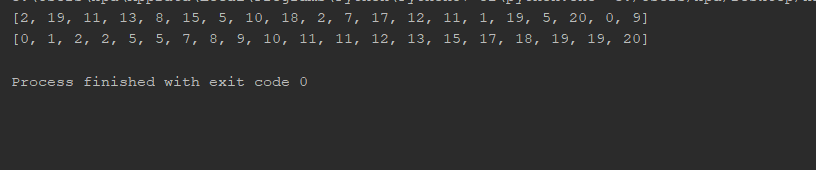 [2, 19, 11, 13, 8, 15, 5, 10, 18, 2, 7, 17, 12, 11, 1, 19, 5, 20, 0, 9]
[0, 1, 2, 2, 5, 5, 7, 8, 9, 10, 11, 11, 12, 13, 15, 17, 18, 19, 19, 20]
Process finished with exit code 0